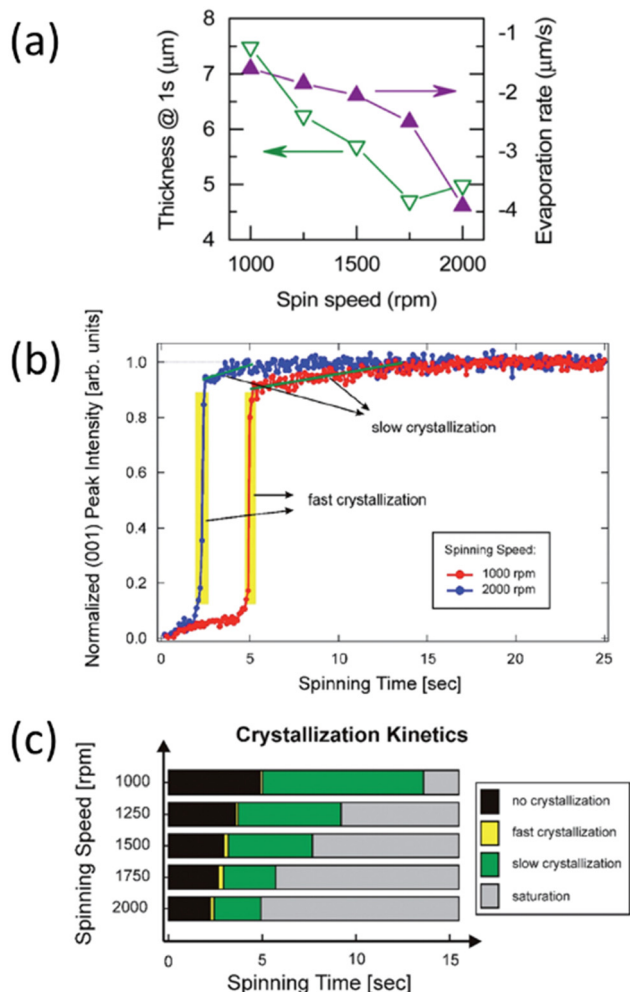 (a)
8
7
6
5
4
Thickness @ 1s (μm)
-1
-2
-3
-4
Evaporation rate (μm/s)
1000 1500 2000
Spin speed (rpm)
(b)
Normalized (001) Peak Intensity [arb. units]
1.0
0.8
0.6
0.4
0.2
0.0
slow crystallization
fast crystallization
Spinning Speed:
1000 rpm
2000 rpm
0 5 10 15 20 25
Spinning Time [sec]
(c)
Crystallization Kinetics
Spinning Speed [rpm]
1000
1250
1500
1750
2000
no crystallization
fast crystallization
slow crystallization
saturation
0 5 10 15
Spinning Time [sec]